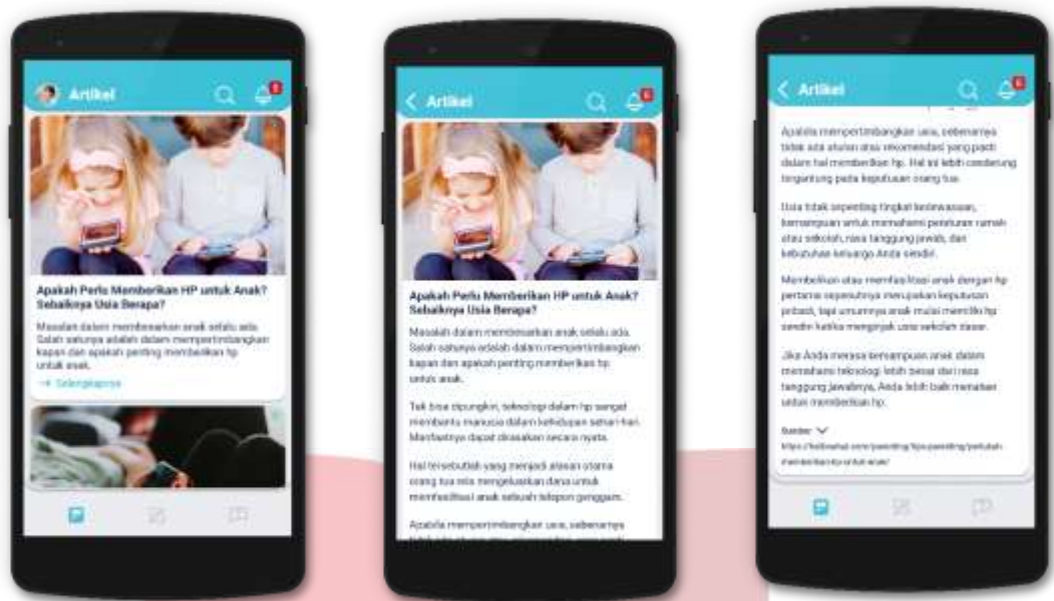 Artikel
8
Apakah Perlu Memberikan HP untuk Anak?
Sebaiknya Usia Berapa?
Masalah dalam membesarkan anak selalu ada.
Salah satunya adalah dalam mempertimbangkan
kapan dan apakah penting memberikan hp
untuk anak.
Selengkapnya
Artikel
6
Apakah Perlu Memberikan HP untuk Anak?
Sebaiknya Usia Berapa?
Masalah dalam membesarkan anak selalu ada.
Salah satunya adalah dalam mempertimbangkan
kapan dan apakah penting memberikan hp
untuk anak.
Tak bisa dipungkiri, teknologi dalam hp sangat
membantu manusia dalam kehidupan sehari-hari.
Manfaatnya dapat dirasakan secara nyata.
Hal tersebutlah yang menjadi alasan utama
orang tua rela mengeluarkan dana untuk
memfasilitasi anak sebuah telepon genggam.
Apabila mempertimbangkan usia, sebenarnya
Artikel
6
Apabila mempertimbangkan usia, sebenarnya
tidak ada aturan atau rekomendasi yang pasti
dalam hal memberikan hp. Hal ini lebih cenderung
tergantung pada keputusan orang tua.
Usia tidak sepenting tingkat kedewasaan,
kemampuan untuk memahami peraturan rumah
atau sekolah, rasa tanggung jawab, dan
kebutuhan keluarga Anda sendiri.
Membelikan atau memfasilitasi anak dengan hp
pertama sepenuhnya merupakan keputusan
pribadi, tapi umumnya anak mulai memiliki hp
sendiri ketika menginjak usia sekolah dasar.
Jika Anda merasa kemampuan anak dalam
memahami teknologi lebih besar dari rasa
tanggung jawabnya, Anda lebih baik menahan
untuk memberikan hp.
Sumber